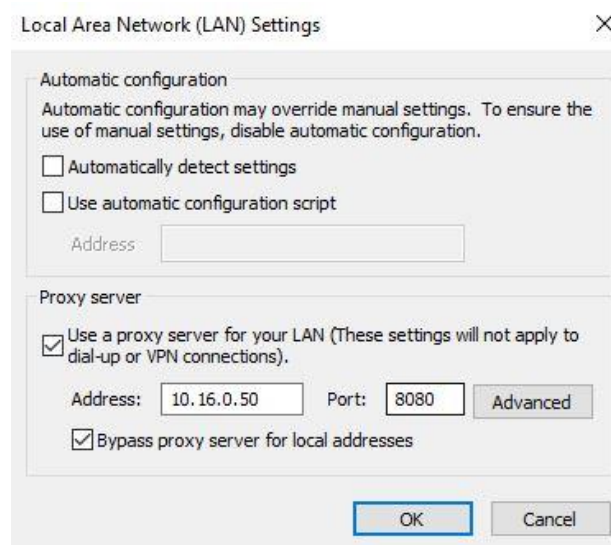 Local Area Network (LAN) Settings
Automatic configuration
Automatic configuration may override manual settings. To ensure the
use of manual settings, disable automatic configuration.
Automatically detect settings
Use automatic configuration script
Address
Proxy server
Use a proxy server for your LAN (These settings will not apply to
dial-up or VPN connections).
Address: 10.16.0.50 Port: 8080 Advanced
Bypass proxy server for local addresses
OK Cancel